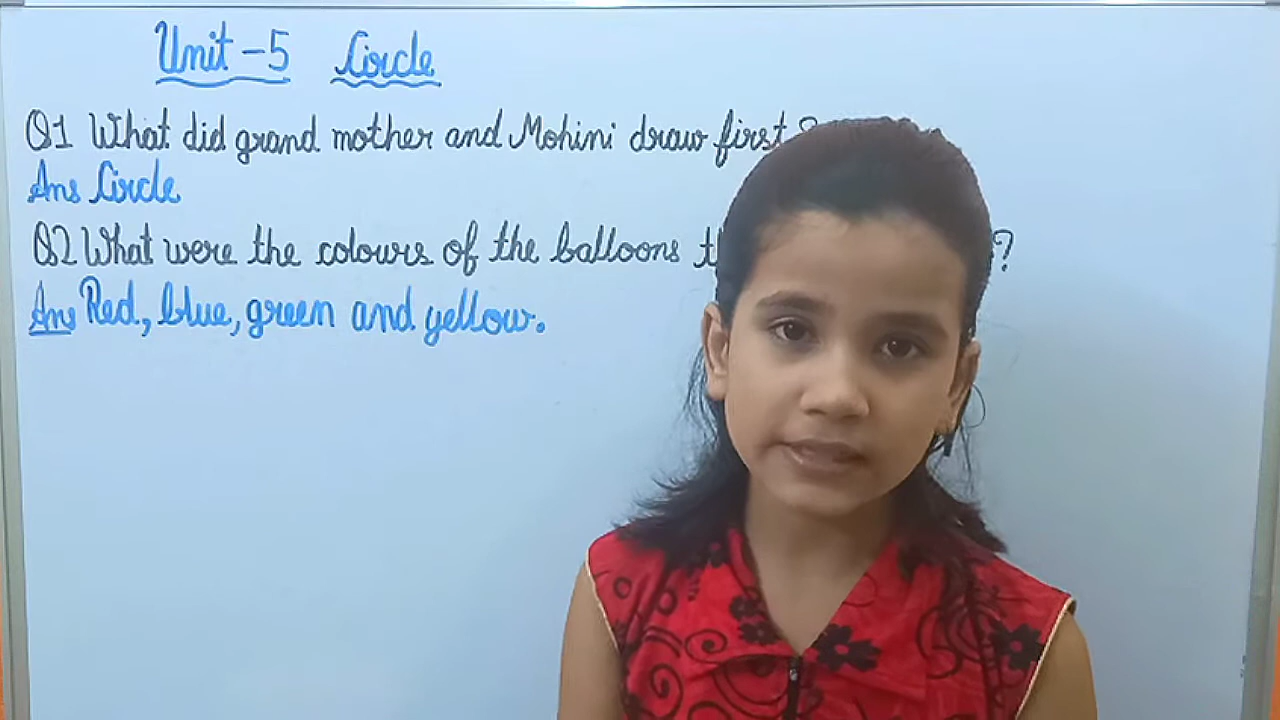 Unit-5 Circle
Q1 What did grand mother and Mohini draw first ?
Ans Circle
Q2 What were the colours of the balloons ?
Ans Red, blue, green and yellow.